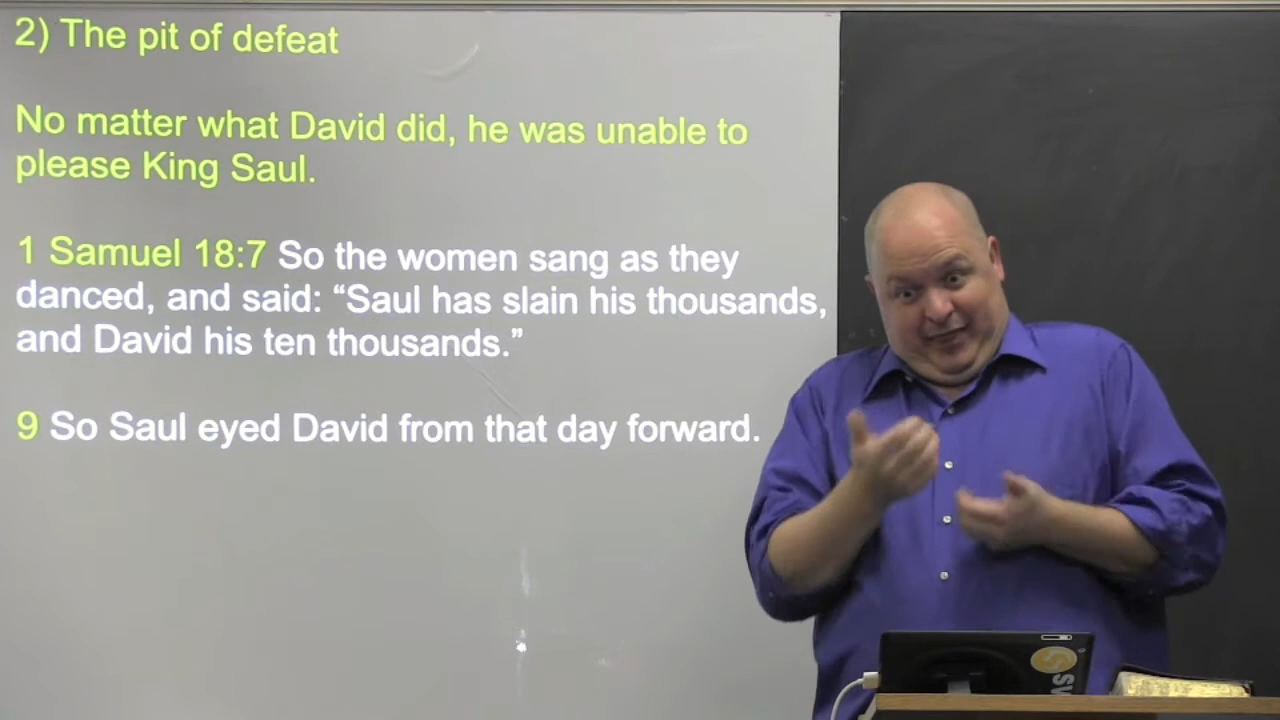 2) The pit of defeat
No matter what David did, he was unable to
please King Saul.
1 Samuel 18:7 So the women sang as they
danced, and said: “Saul has slain his thousands,
and David his ten thousands.”
9 So Saul eyed David from that day forward.